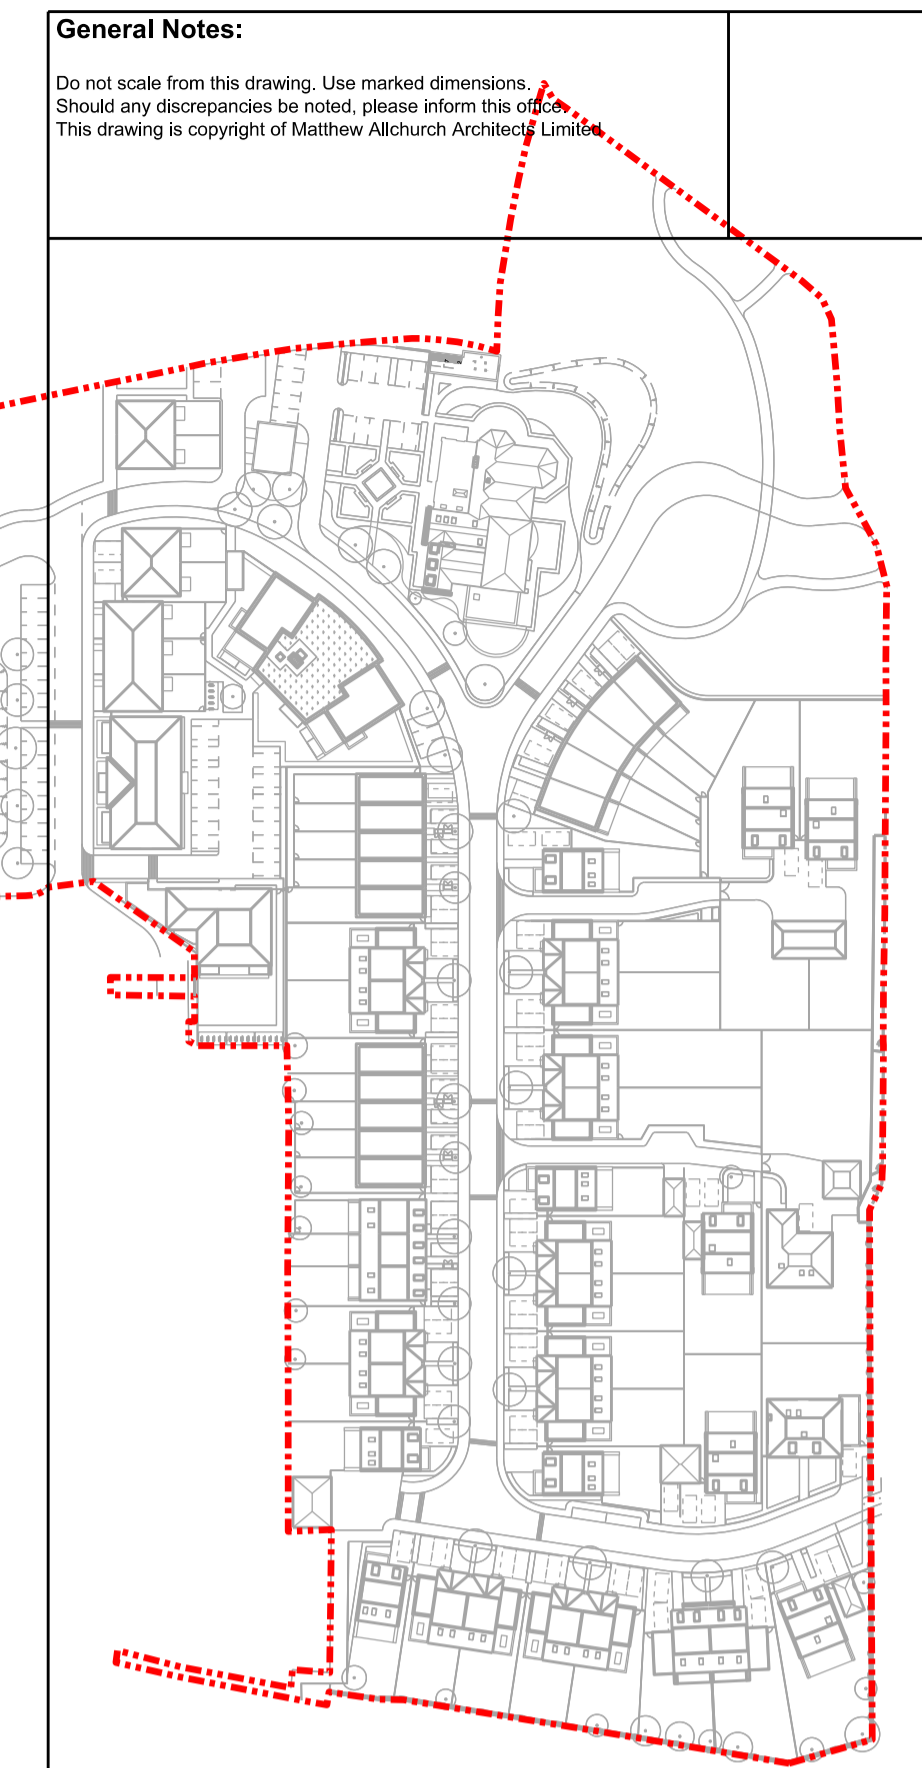 General Notes:
Do not scale from this drawing. Use marked dimensions.
Should any discrepancies be noted, please inform this office.
This drawing is copyright of Matthew Allchurch Architects Limited